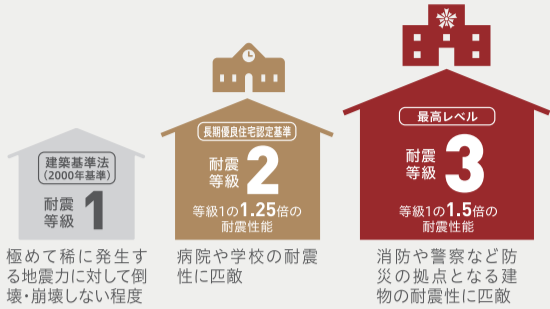 建築基準法
(2000年基準)
耐震
等級 1
極めて稀に発生す
る地震力に対して倒
壊・崩壊しない程度
長期優良住宅認定基準
耐震
等級 2
等級1の1.25倍の
耐震性能
病院や学校の耐震
性に匹敵
最高レベル
耐震
等級 3
等級1の1.5倍の
耐震性能
消防や警察など防
災の拠点となる建
物の耐震性に匹敵